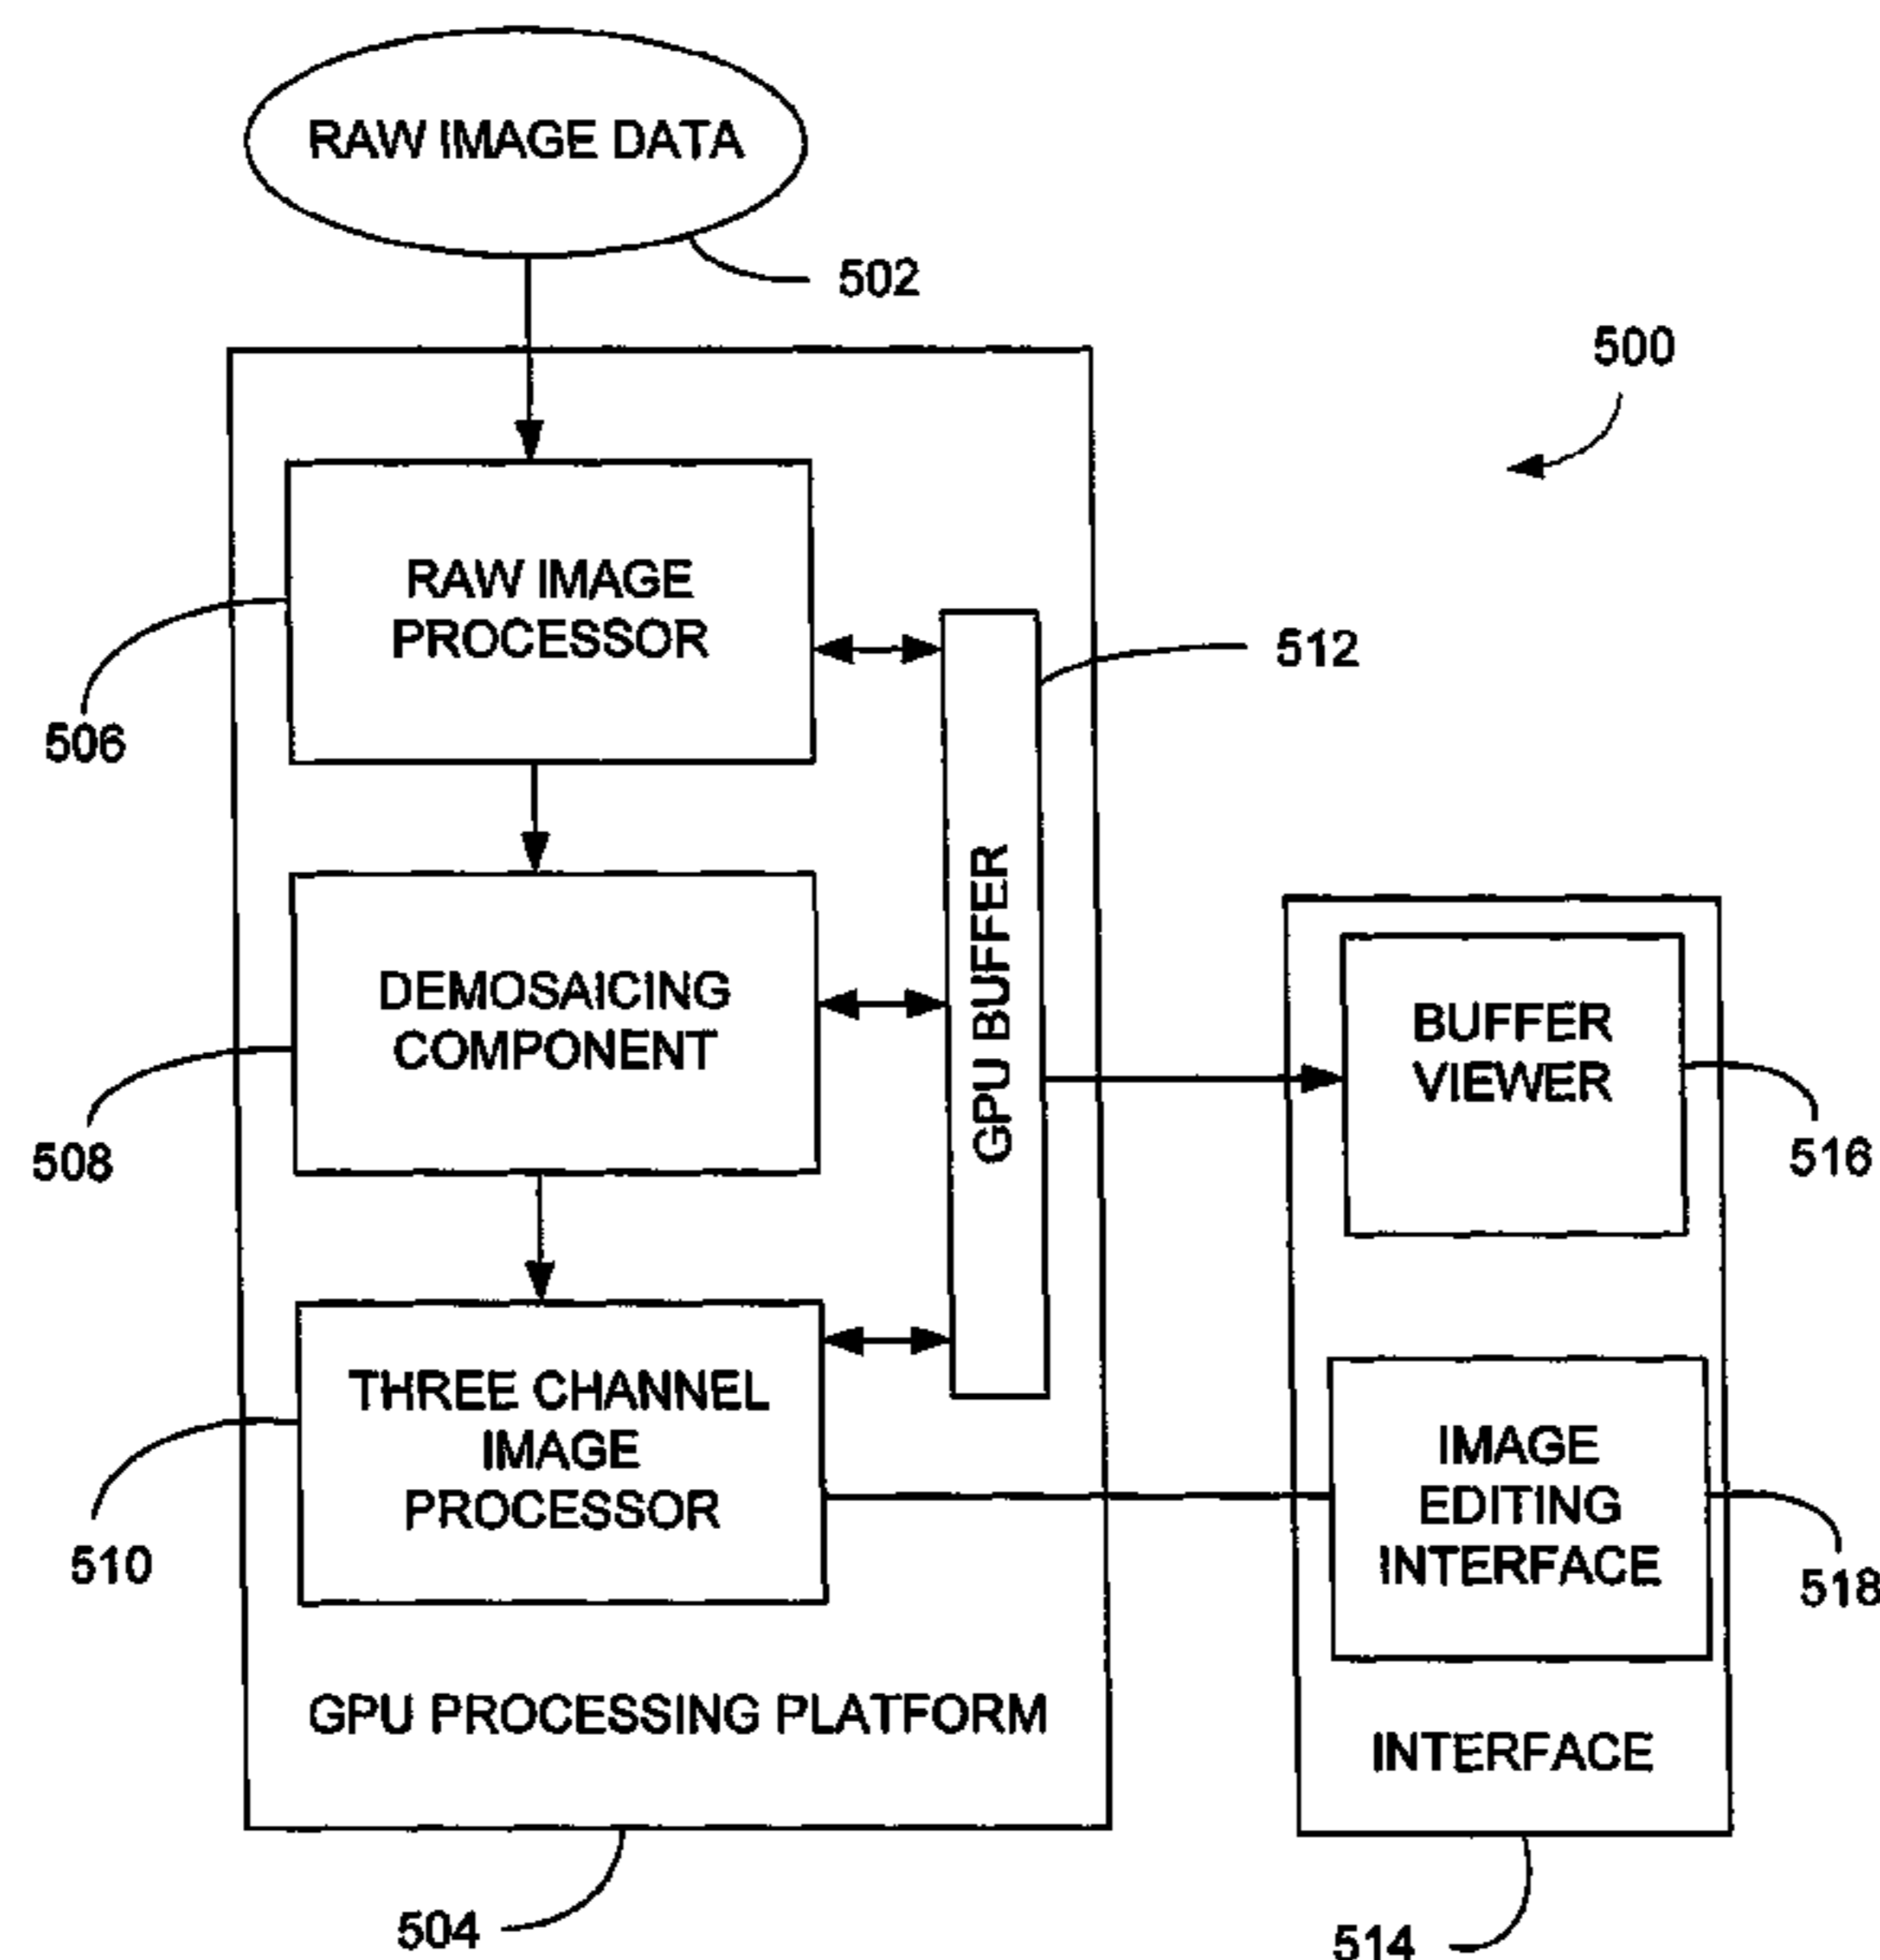 RAW IMAGE DATA
502
500
RAW IMAGE
PROCESSOR
506
512
DEMOSAICING
COMPONENT
508
GPU BUFFER
BUFFER
VIEWER
516
THREE CHANNEL
IMAGE
PROCESSOR
510
IMAGE
EDITING
INTERFACE
518
GPU PROCESSING PLATFORM
INTERFACE
504
514